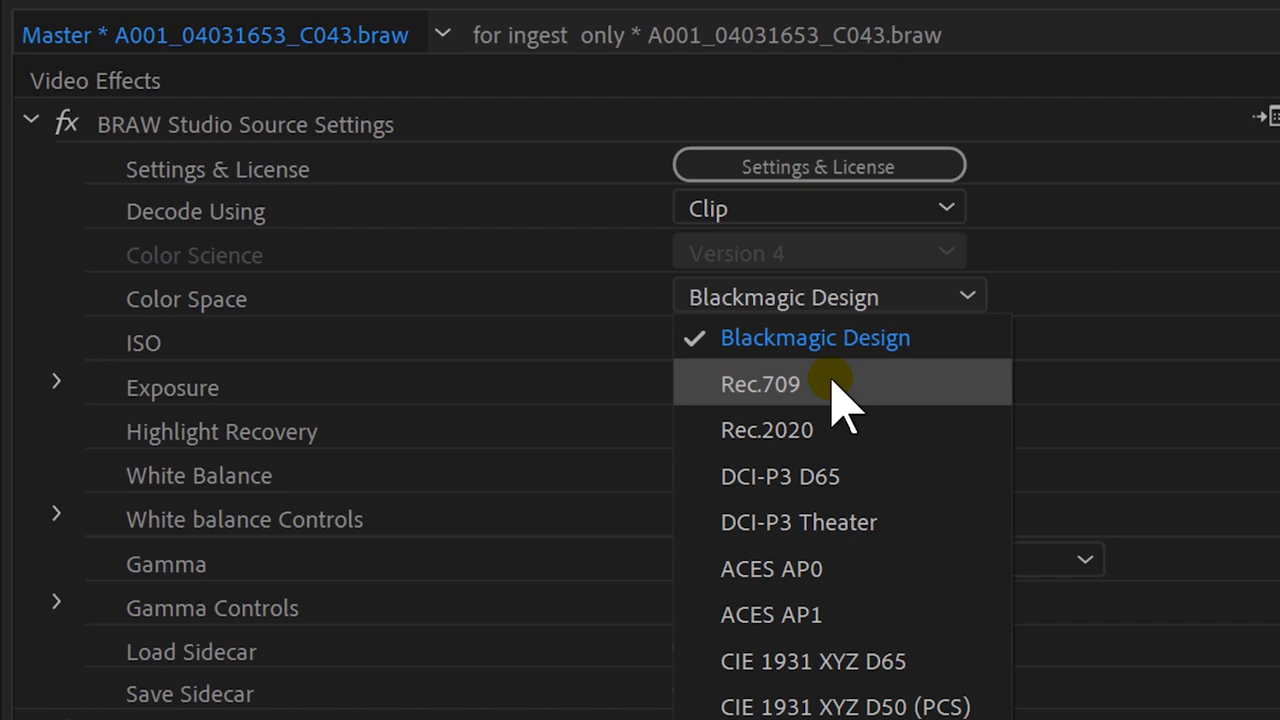 Master * A001_04031653_C043.braw for ingest only * A001_04031653_C043.braw
Video Effects
fx BRAW Studio Source Settings
Settings & License Settings & License
Decode Using Clip
Color Science Version 4
Color Space Blackmagic Design
Blackmagic Design
ISO
Rec.709
Exposure
Rec.2020
Highlight Recovery
White Balance DCI-P3 D65
White balance Controls DCI-P3 Theater
Gamma ACES AP0
Gamma Controls ACES AP1
Load Sidecar CIE 1931 XYZ D65
Save Sidecar CIE 1931 XYZ D50 (PCS)